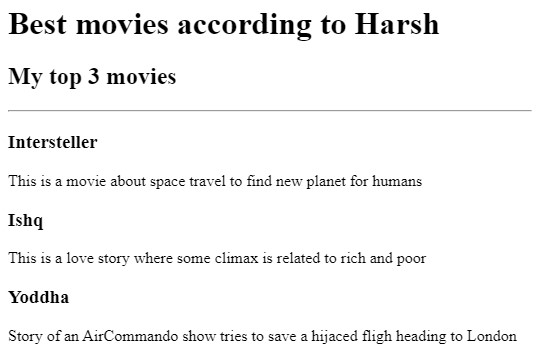 Best movies according to Harsh
My top 3 movies
Intersteller
This is a movie about space travel to find new planet for humans
Ishq
This is a love story where some climax is related to rich and poor
Yoddha
Story of an AirCommando show tries to save a hijaced fligh heading to London